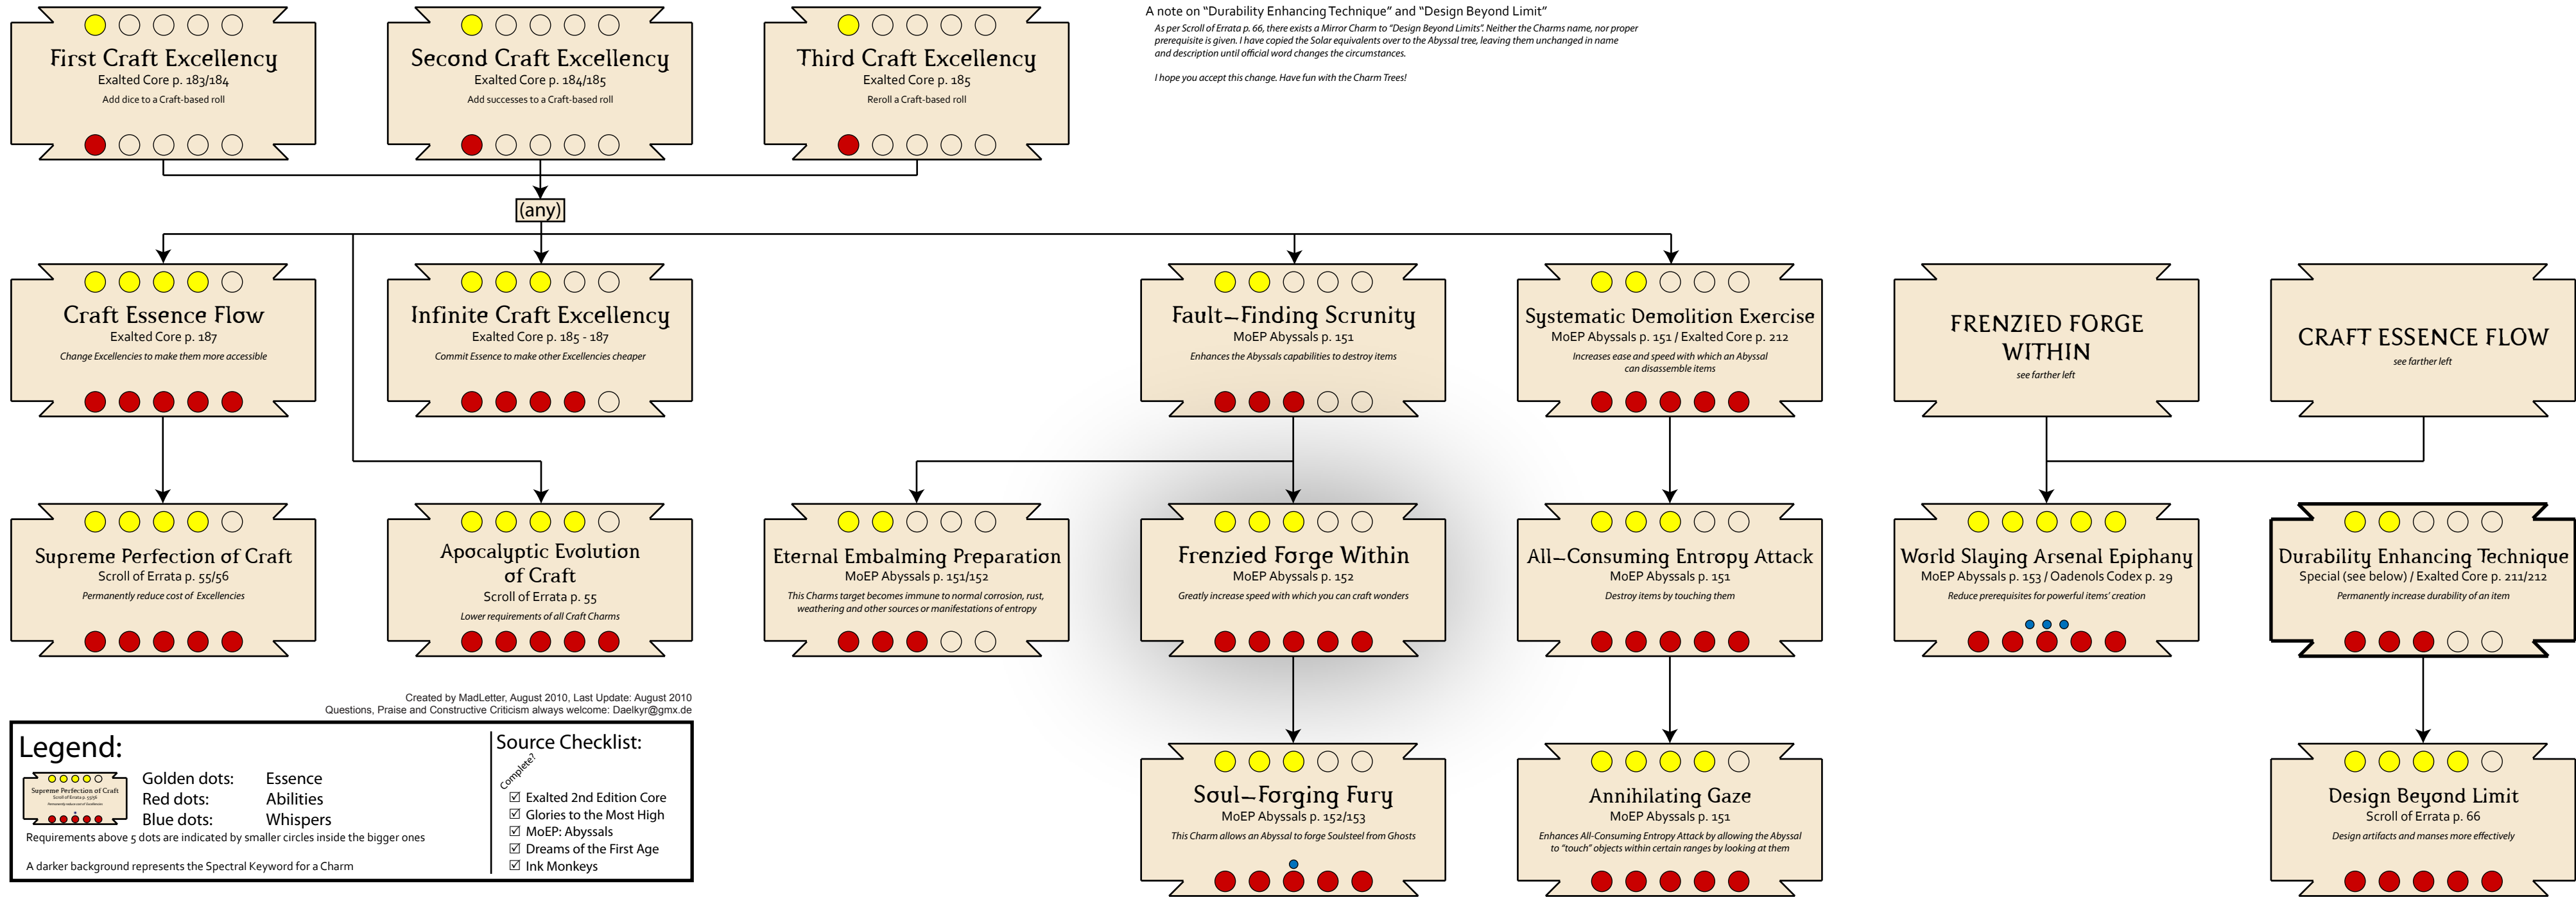 First Craft Excellency
Exalted Core p. 183/184
Add dice to a Craft-based roll
Second Craft Excellency
Exalted Core p. 184/185
Add successes to a Craft-based roll
Third Craft Excellency
Exalted Core p. 185
Reroll a Craft-based roll
A note on “Durability Enhancing Technique” and “Design Beyond Limit”
As per Scroll of Errata p. 66, there exists a Mirror Charm to “Design Beyond Limits”. Neither the Charms name, nor proper
prerequisite is given. I have copied the Solar equivalents over to the Abyssal tree, leaving them unchanged in name
and description until official word changes the circumstances.
I hope you accept this change. Have fun with the Charm Trees!
(any)
Craft Essence Flow
Exalted Core p. 187
Change Excellencies to make them more accessible
Infinite Craft Excellency
Exalted Core p. 185 - 187
Commit Essence to make other Excellencies cheaper
Fault-Finding Scrunity
MoEP Abyssals p. 151
Enhances the Abyssals capabilities to destroy items
Systematic Demolition Exercise
MoEP Abyssals p. 151 / Exalted Core p. 212
Increases ease and speed with which an Abyssal
can disassemble items
FRENZIED FORGE
WITHIN
see farther left
CRAFT ESSENCE FLOW
see farther left
Supreme Perfection of Craft
Scroll of Errata p. 55/56
Permanently reduce cost of Excellencies
Apocalyptic Evolution
of Craft
Scroll of Errata p. 55
Lower requirements of all Craft Charms
Eternal Embalming Preparation
MoEP Abyssals p. 151/152
This Charms target becomes immune to normal corrosion, rust,
weathering and other sources or manifestations of entropy
Frenzied Forge Within
MoEP Abyssals p. 152
Greatly increase speed with which you can craft wonders
All-Consuming Entropy Attack
MoEP Abyssals p. 151
Destroy items by touching them
World Slaying Arsenal Epiphany
MoEP Abyssals p. 153 / Oadenols Codex p. 29
Reduce prerequisites for powerful items’ creation
Durability Enhancing Technique
Special (see below) / Exalted Core p. 211/212
Permanently increase durability of an item
Soul-Forging Fury
MoEP Abyssals p. 152/153
This Charm allows an Abyssal to forge Soulsteel from Ghosts
Annihilating Gaze
MoEP Abyssals p. 151
Enhances All-Consuming Entropy Attack by allowing the Abyssal
to “touch” objects within certain ranges by looking at them
Design Beyond Limit
Scroll of Errata p. 66
Design artifacts and manses more effectively
Created by MadLetter, August 2010, Last Update: August 2010
Questions, Praise and Constructive Criticism always welcome: Daelkyr@gmx.de
Legend:
Supreme Perfection of Craft
Scroll of Errata p. 55/56
Permanently reduce cost of Excellencies
Golden dots: Essence
Red dots: Abilities
Blue dots: Whispers
Requirements above 5 dots are indicated by smaller circles inside the bigger ones
A darker background represents the Spectral Keyword for a Charm
Source Checklist:
Complete?
Exalted 2nd Edition Core
Glories to the Most High
MoEP: Abyssals
Dreams of the First Age
Ink Monkeys